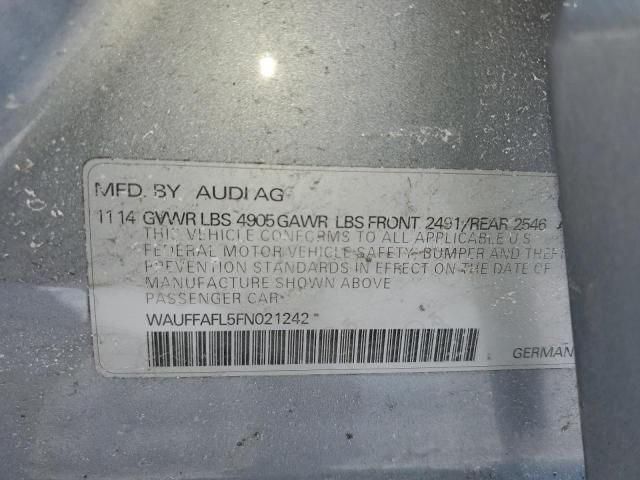 MFD. BY AUDI AG
1114 GVWR LBS 4905 GAWR LBS FRONT 2491/REAR 2546
THIS VEHICLE CONFORMS TO ALL APPLICABLE U.S.
FEDERAL MOTOR VEHICLE SAFETY, BUMPER AND THEF
PREVENTION STANDARDS IN EFFECT ON THE DATE OF
MANUFACTURE SHOWN ABOVE
PASSENGER CAR
WAUFFAFL5FN021242
GERMAN